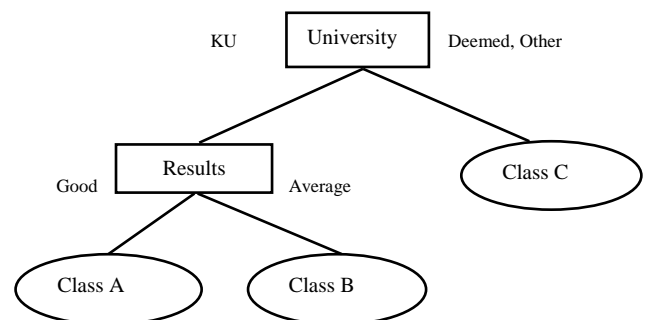 KU
University
Deemed, Other
Results
Good
Average
Class C
Class A
Class B